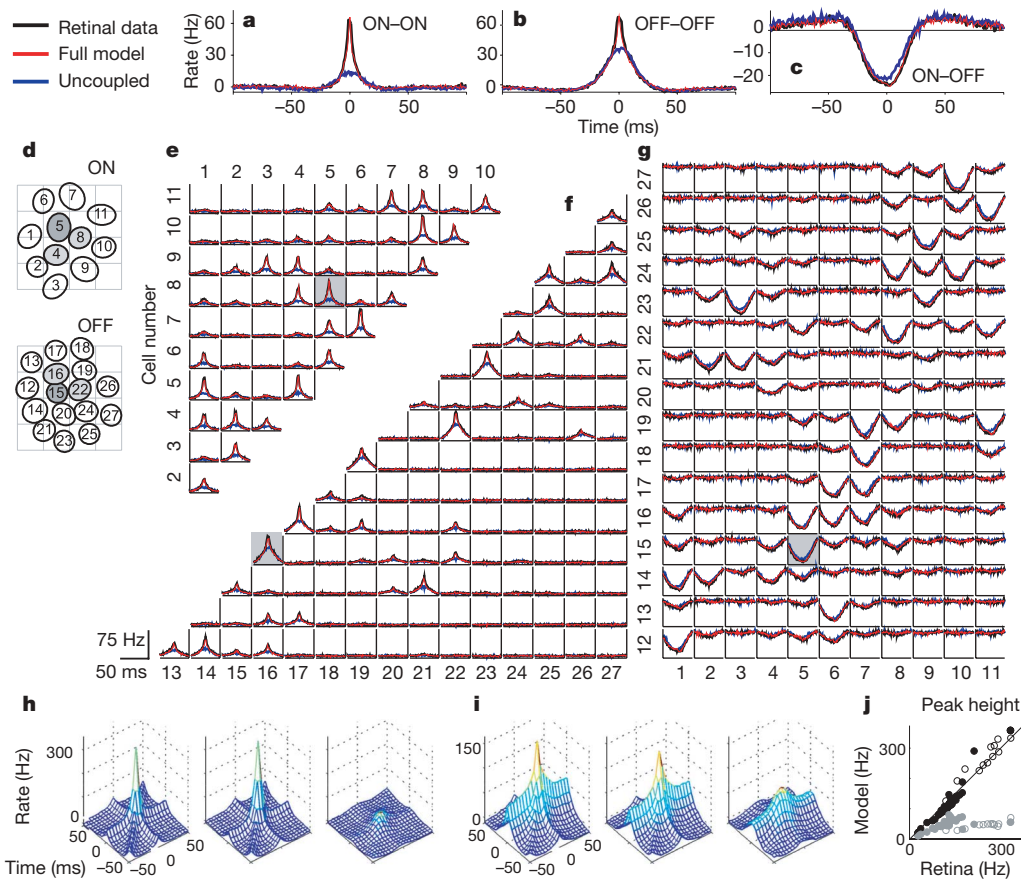 Retinal data
Full model
Uncoupled
a
ON–ON
Rate (Hz)
60
30
0
−50
0
50
b
OFF–OFF
60
30
0
−50
0
50
Time (ms)
c
ON–OFF
0
−10
−20
−50
0
50
d
ON
6
7
11
5
1
8
10
4
2
9
3
OFF
17
18
13
16
19
12
15
22
26
14
20
24
27
21
23
25
e
1 2 3 4 5 6 7 8 9 10
Cell number
11
10
9
8
7
6
5
4
3
2
f
75 Hz
50 ms
13 14 15 16 17 18 19 20 21 22 23 24 25 26 27
g
27
26
25
24
23
22
21
20
19
18
17
16
15
14
13
12
1 2 3 4 5 6 7 8 9 10 11
h
Rate (Hz)
300
0
50
0
−50
−50
0
50
Time (ms)
i
150
0
50
0
−50
−50
0
50
j
Peak height
Model (Hz)
300
0
0
300
Retina (Hz)